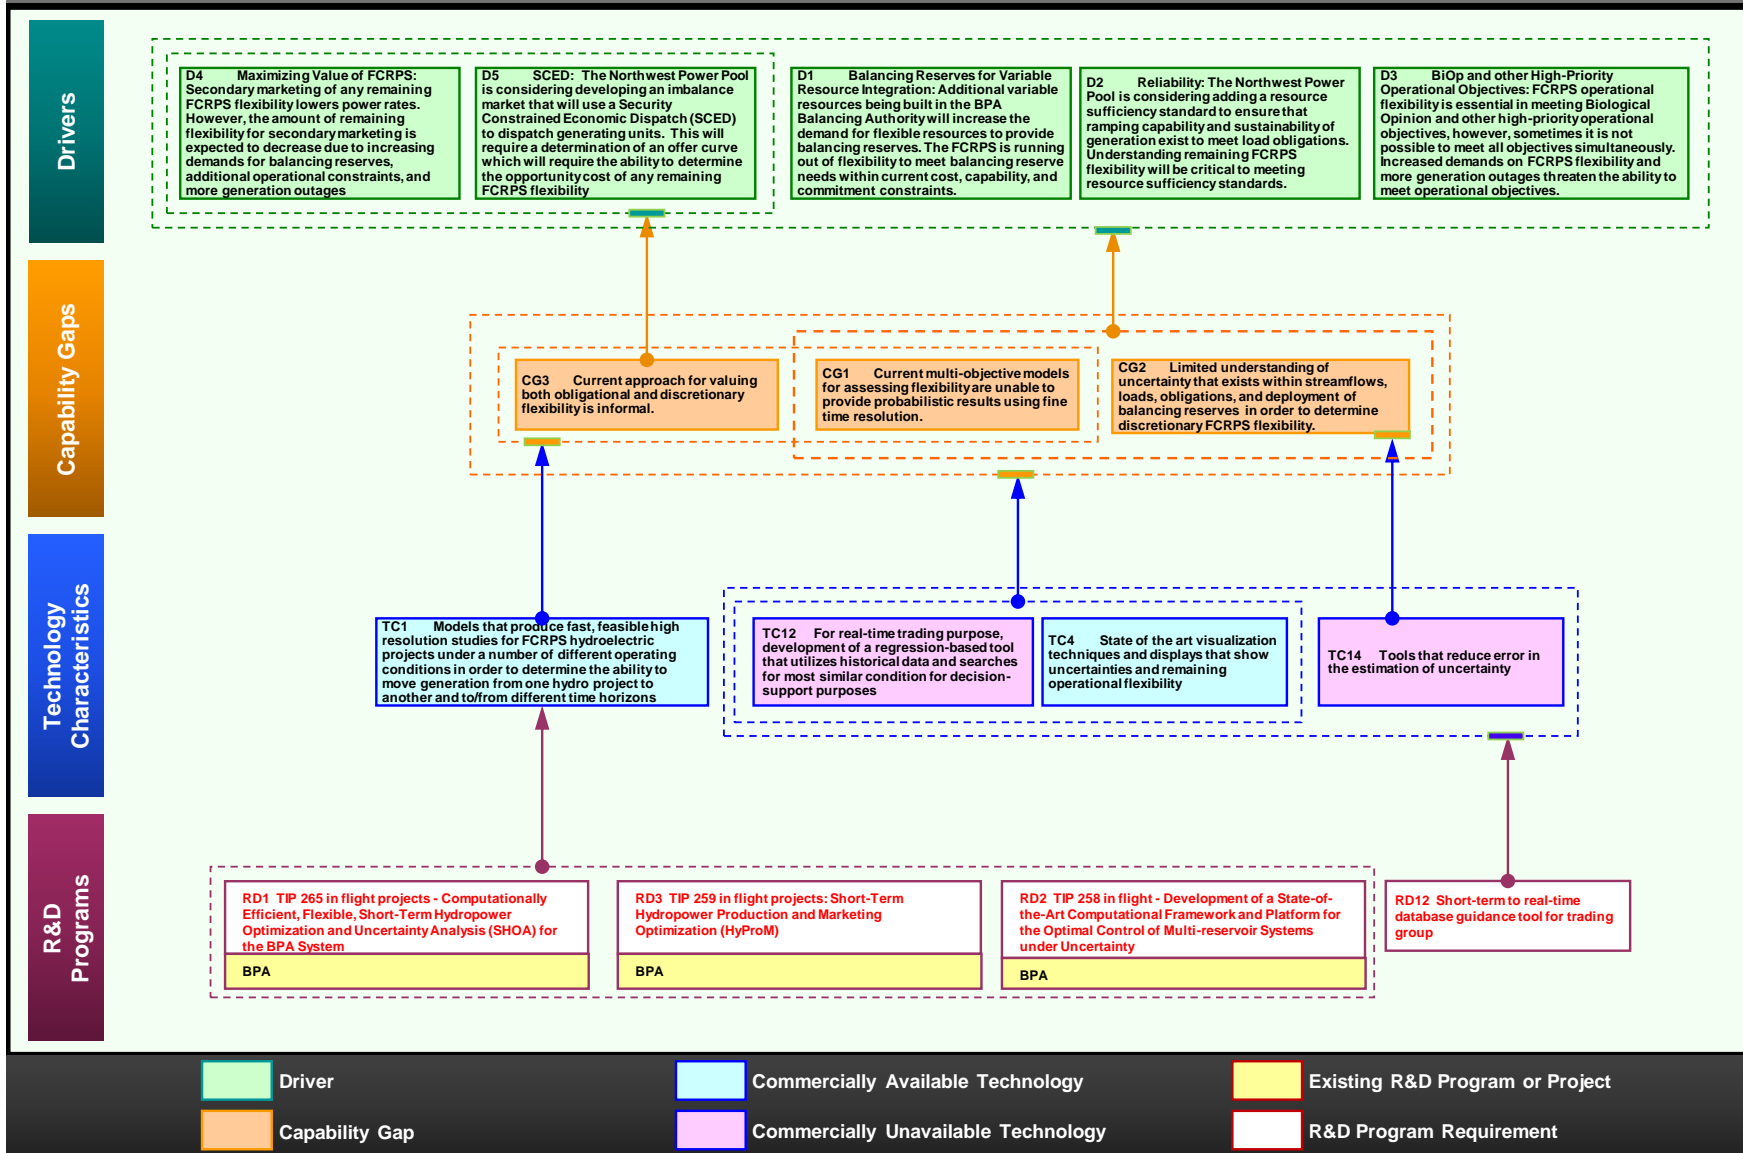 Drivers
D4 Maximizing Value of FCRPS:
Secondary marketing of any remaining
FCRPS flexibility lowers power rates.
However, the amount of remaining
flexibility for secondary marketing is
expected to decrease due to increasing
demands for balancing reserves,
additional operational constraints, and
more generation outages
D5 SCED: The Northwest Power Pool
is considering developing an imbalance
market that will use a Security
Constrained Economic Dispatch (SCED)
to dispatch generating units. This will
require a determination of an offer curve
which will require the ability to determine
the opportunity cost of any remaining
FCRPS flexibility
D1 Balancing Reserves for Variable
Resource Integration: Additional variable
resources being built in the BPA
Balancing Authority will increase the
demand for flexible resources to provide
balancing reserves. The FCRPS is running
out of flexibility to meet balancing reserve
needs within current cost, capability, and
commitment constraints.
D2 Reliability: The Northwest Power
Pool is considering adding a resource
sufficiency standard to ensure that
ramping capability and sustainability of
generation exist to meet load obligations.
Understanding remaining FCRPS
flexibility will be critical to meeting
resource sufficiency standards.
D3 BiOp and other High-Priority
Operational Objectives: FCRPS operational
flexibility is essential in meeting Biological
Opinion and other high-priority operational
objectives, however, sometimes it is not
possible to meet all objectives simultaneously.
Increased demands on FCRPS flexibility and
more generation outages threaten the ability to
meet operational objectives.
Capability Gaps
CG3 Current approach for valuing
both obligational and discretionary
flexibility is informal.
CG1 Current multi-objective models
for assessing flexibility are unable to
provide probabilistic results using fine
time resolution.
CG2 Limited understanding of
uncertainty that exists within streamflows,
loads, obligations, and deployment of
balancing reserves in order to determine
discretionary FCRPS flexibility.
Technology
Characteristics
TC1 Models that produce fast, feasible high
resolution studies for FCRPS hydroelectric
projects under a number of different operating
conditions in order to determine the ability to
move generation from one hydro project to
another and to/from different time horizons
TC12 For real-time trading purpose,
development of a regression-based tool
that utilizes historical data and searches
for most similar condition for decision-
support purposes
TC4 State of the art visualization
techniques and displays that show
uncertainties and remaining
operational flexibility
TC14 Tools that reduce error in
the estimation of uncertainty
R&D
Programs
RD1 TIP 265 in flight projects - Computationally
Efficient, Flexible, Short-Term Hydropower
Optimization and Uncertainty Analysis (SHOA) for
the BPA System
BPA
RD3 TIP 259 in flight projects: Short-Term
Hydropower Production and Marketing
Optimization (HyProM)
BPA
RD2 TIP 258 in flight - Development of a State-of-
the-Art Computational Framework and Platform for
the Optimal Control of Multi-reservoir Systems
under Uncertainty
BPA
RD12 Short-term to real-time
database guidance tool for trading
group
Driver
Commercially Available Technology
Existing R&D Program or Project
Capability Gap
Commercially Unavailable Technology
R&D Program Requirement